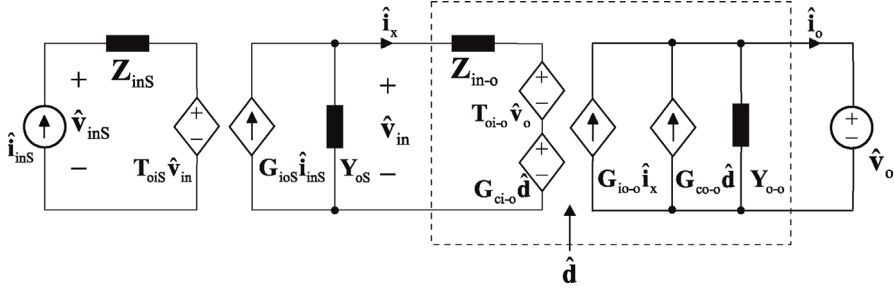 î_x
î_o
Z_inS
Z_in-o
+
+
+
−
+
−
v̂_inS
T_oi-o v̂_o
v̂_in
î_inS
+
−
+
−
+
−
−
−
v̂_o
T_oiS v̂_in
G_ioS î_inS
Y_oS
G_ci-o d̂
G_io-o î_x
G_co-o d̂
Y_o-o
d̂